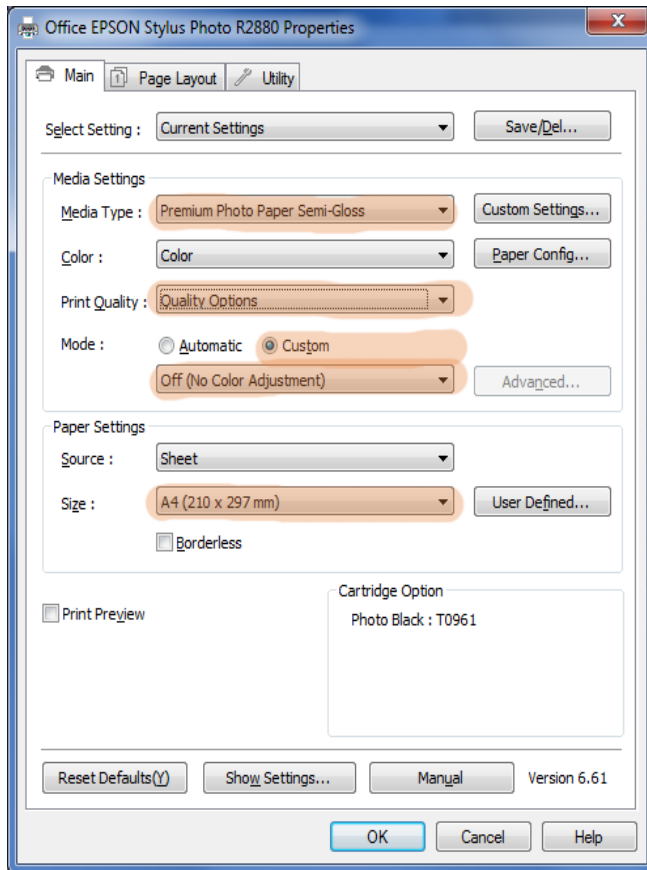 Office EPSON Stylus Photo R2880 Properties
X
Main
1 Page Layout
Utility
Select Setting : Current Settings Save/Del...
Media Settings
Media Type : Premium Photo Paper Semi-Gloss Custom Settings...
Color : Color Paper Config...
Print Quality : Quality Options
Mode : Automatic Custom
Off (No Color Adjustment) Advanced...
Paper Settings
Source : Sheet
Size : A4 (210 x 297 mm) User Defined...
Borderless
Print Preview
Cartridge Option
Photo Black : T0961
Reset Defaults(Y) Show Settings... Manual Version 6.61
OK Cancel Help